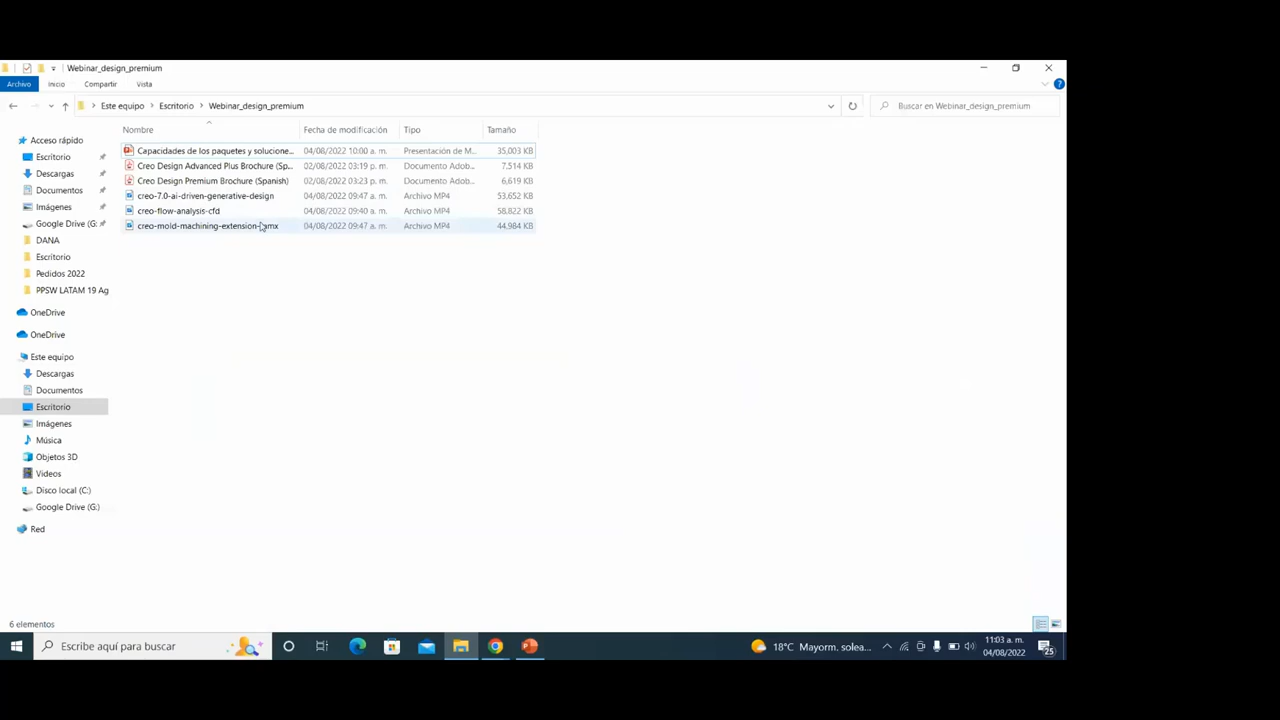 Webinar_design_premium
Archivo Inicio Compartir Vista
Este equipo Escritorio Webinar_design_premium
Buscar en Webinar_design_premium
Nombre Fecha de modificación Tipo Tamaño
Capacidades de los paquetes y solucione... 04/08/2022 10:00 a. m. Presentación de M... 35,003 KB
Creo Design Advanced Plus Brochure (Sp... 02/08/2022 03:19 p. m. Documento Adob... 7,514 KB
Creo Design Premium Brochure (Spanish) 02/08/2022 03:23 p. m. Documento Adob... 6,619 KB
creo-7.0-ai-driven-generative-design 04/08/2022 09:47 a. m. Archivo MP4 53,652 KB
creo-flow-analysis-cfd 04/08/2022 09:40 a. m. Archivo MP4 58,822 KB
04/08/2022 09:47 a. m. Archivo MP4 44,984 KB
Acceso rápido
Escritorio
Descargas
Documentos
Imágenes
Google Drive (G:
DANA
Escritorio
Pedidos 2022
PPSW LATAM 19 Ag
OneDrive
OneDrive
Este equipo
Descargas
Documentos
Escritorio
Imágenes
Música
Objetos 3D
Videos
Disco local (C:)
Google Drive (G:)
Red
6 elementos
Escribe aquí para buscar
18°C Mayorm. solea...
11:03 a. m.
04/08/2022
25